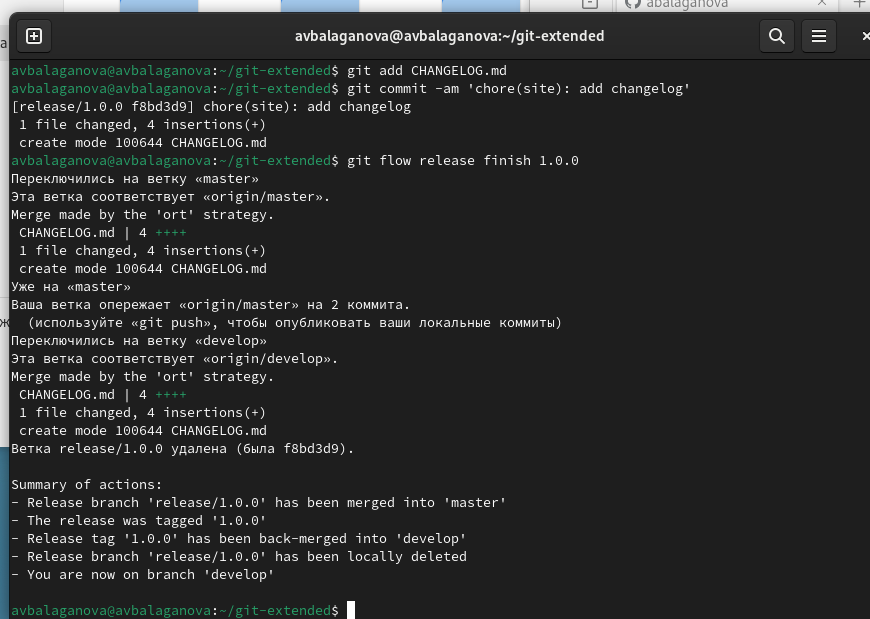 abalaganova
avbalaganova@avbalaganova:~/git-extended
avbalaganova@avbalaganova:~/git-extended$ git add CHANGELOG.md
avbalaganova@avbalaganova:~/git-extended$ git commit -am 'chore(site): add changelog'
[release/1.0.0 f8bd3d9] chore(site): add changelog
 1 file changed, 4 insertions(+)
 create mode 100644 CHANGELOG.md
avbalaganova@avbalaganova:~/git-extended$ git flow release finish 1.0.0
Переключились на ветку «master»
Эта ветка соответствует «origin/master».
Merge made by the 'ort' strategy.
 CHANGELOG.md | 4 ++++
 1 file changed, 4 insertions(+)
 create mode 100644 CHANGELOG.md
Уже на «master»
Ваша ветка опережает «origin/master» на 2 коммита.
  (используйте «git push», чтобы опубликовать ваши локальные коммиты)
Переключились на ветку «develop»
Эта ветка соответствует «origin/develop».
Merge made by the 'ort' strategy.
 CHANGELOG.md | 4 ++++
 1 file changed, 4 insertions(+)
 create mode 100644 CHANGELOG.md
Ветка release/1.0.0 удалена (была f8bd3d9).
Summary of actions:
- Release branch 'release/1.0.0' has been merged into 'master'
- The release was tagged '1.0.0'
- Release tag '1.0.0' has been back-merged into 'develop'
- Release branch 'release/1.0.0' has been locally deleted
- You are now on branch 'develop'
avbalaganova@avbalaganova:~/git-extended$